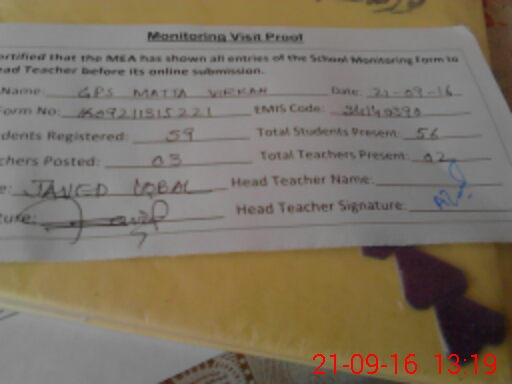 Monitoring Visit Proof
ertified that the MEA has shown all entries of the School Monitoring Form to
ead Teacher before its online submission.
Name: GPS MATTA VIRKAN Date: 21-09-16
Form No: 1609211315221 EMIS Code: 34140390
dents Registered: 59 Total Students Present: 56
chers Posted: 03 Total Teachers Present: 02
e: JAVED IQBAL Head Teacher Name:
ture: Head Teacher Signature:
21-09-16 13:19